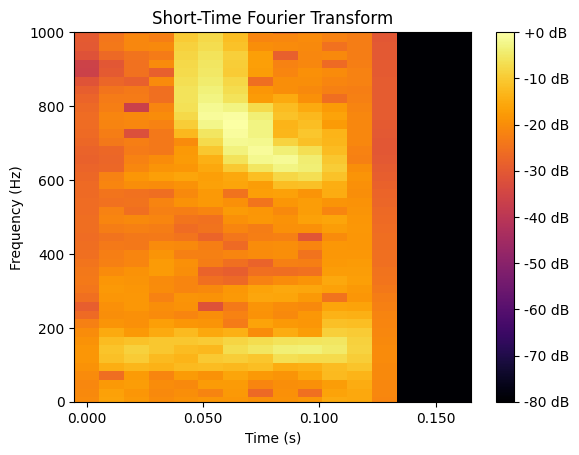 Short-Time Fourier Transform
1000
800
600
400
200
0
Frequency (Hz)
0.000
0.050
0.100
0.150
Time (s)
+0 dB
-10 dB
-20 dB
-30 dB
-40 dB
-50 dB
-60 dB
-70 dB
-80 dB